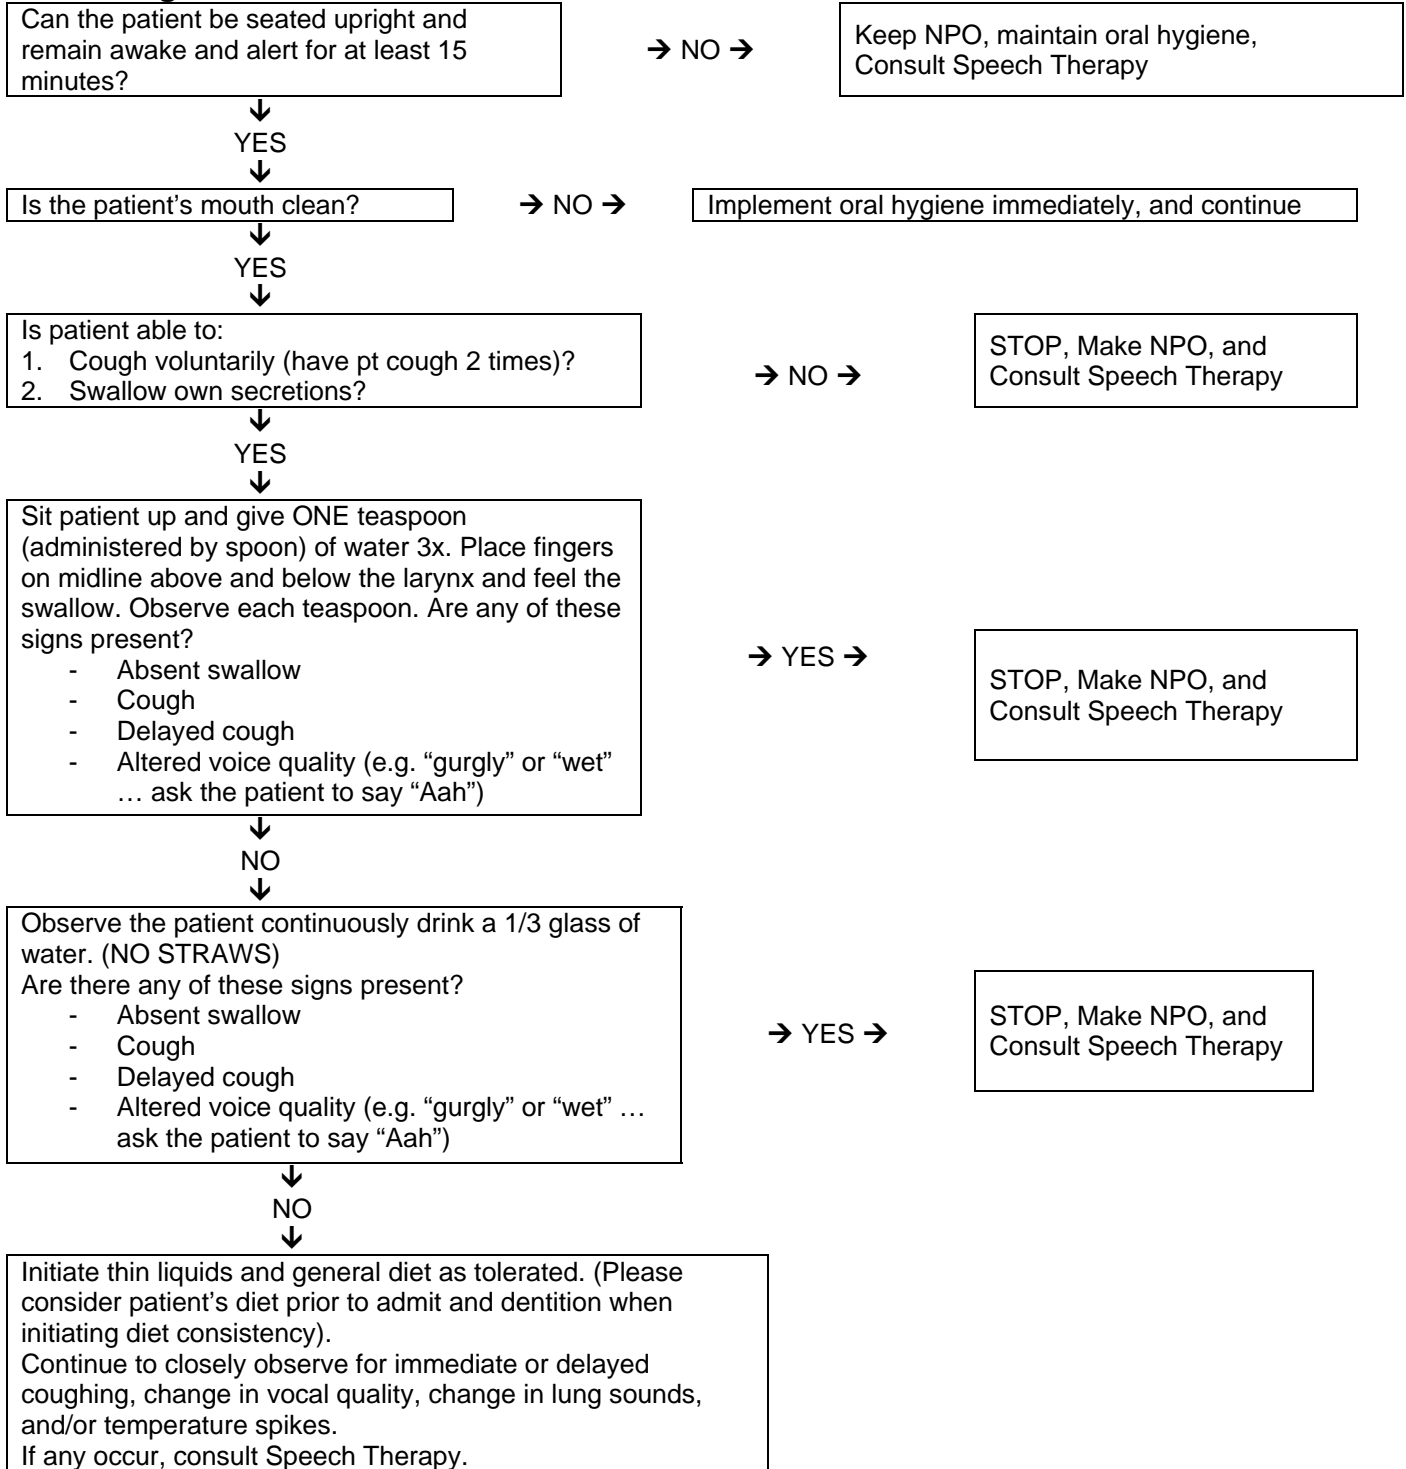 Can the patient be seated upright and
remain awake and alert for at least 15
minutes?
→ NO →
Keep NPO, maintain oral hygiene,
Consult Speech Therapy
↓
YES
↓
Is the patient’s mouth clean?
→ NO →
Implement oral hygiene immediately, and continue
↓
YES
↓
Is patient able to:
1. Cough voluntarily (have pt cough 2 times)?
2. Swallow own secretions?
→ NO →
STOP, Make NPO, and
Consult Speech Therapy
↓
YES
↓
Sit patient up and give ONE teaspoon
(administered by spoon) of water 3x. Place fingers
on midline above and below the larynx and feel the
swallow. Observe each teaspoon. Are any of these
signs present?
- Absent swallow
- Cough
- Delayed cough
- Altered voice quality (e.g. “gurgly” or “wet”
… ask the patient to say “Aah”)
→ YES →
STOP, Make NPO, and
Consult Speech Therapy
↓
NO
↓
Observe the patient continuously drink a 1/3 glass of
water. (NO STRAWS)
Are there any of these signs present?
- Absent swallow
- Cough
- Delayed cough
- Altered voice quality (e.g. “gurgly” or “wet” …
ask the patient to say “Aah”)
→ YES →
STOP, Make NPO, and
Consult Speech Therapy
↓
NO
↓
Initiate thin liquids and general diet as tolerated. (Please
consider patient’s diet prior to admit and dentition when
initiating diet consistency).
Continue to closely observe for immediate or delayed
coughing, change in vocal quality, change in lung sounds,
and/or temperature spikes.
If any occur, consult Speech Therapy.